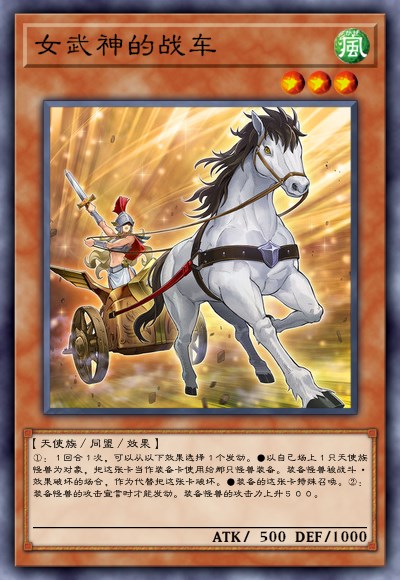 女武神的战车
風
【天使族／同盟／效果】
①：1回合1次，可以从以下效果选择1个发动。●以自己场上1只天使族
怪兽为对象，把这张卡当作装备卡使用给那只怪兽装备。装备怪兽被战斗·
效果破坏的场合，作为代替把这张卡破坏。●装备的这张卡特殊召唤。②：
装备怪兽的攻击宣言时才能发动。装备怪兽的攻击力上升５００。
ATK/ 500 DEF/1000